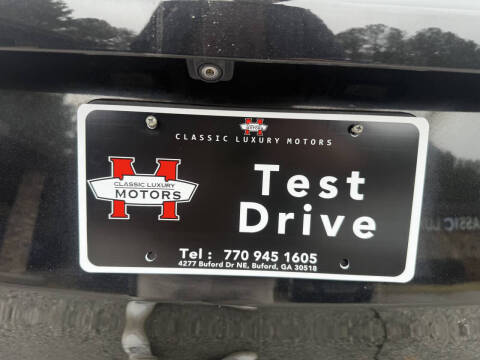 CLASSIC LUXURY MOTORS
CLASSIC LUXURY
MOTORS
Test
Drive
Tel : 770 945 1605
4277 Buford Dr NE, Buford, GA 30518